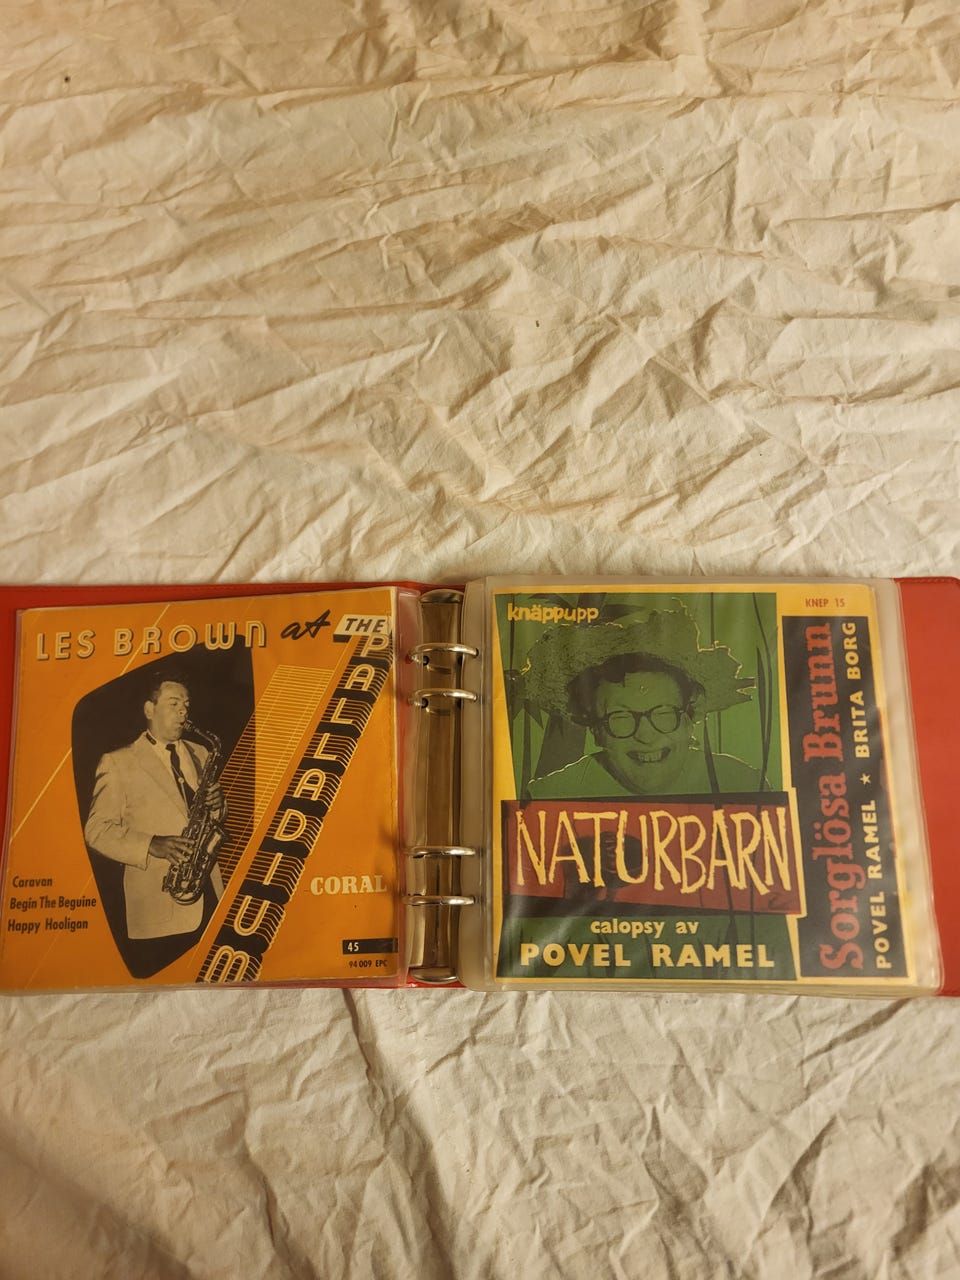 LES BROWN at THE
PALLADIUM
Caravan
Begin The Beguine
Happy Hooligan
CORAL
45
94 009 EPC
knäppupp
KNEP 15
NATURBARN
calopsy av
POVEL RAMEL
Sorglösa Brunn
POVEL RAMEL ★ BRITA BORG